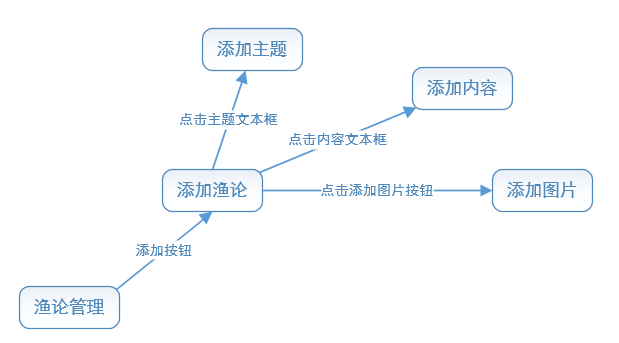 添加主题
添加内容
点击主题文本框
点击内容文本框
添加渔论
点击添加图片按钮
添加图片
添加按钮
渔论管理